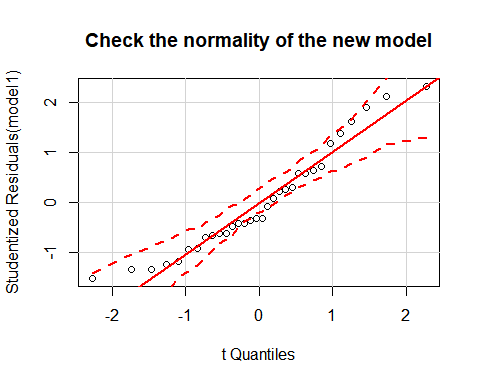 Check the normality of the new model
Studentized Residuals(model1)
2
1
0
-1
-2 -1 0 1 2
t Quantiles